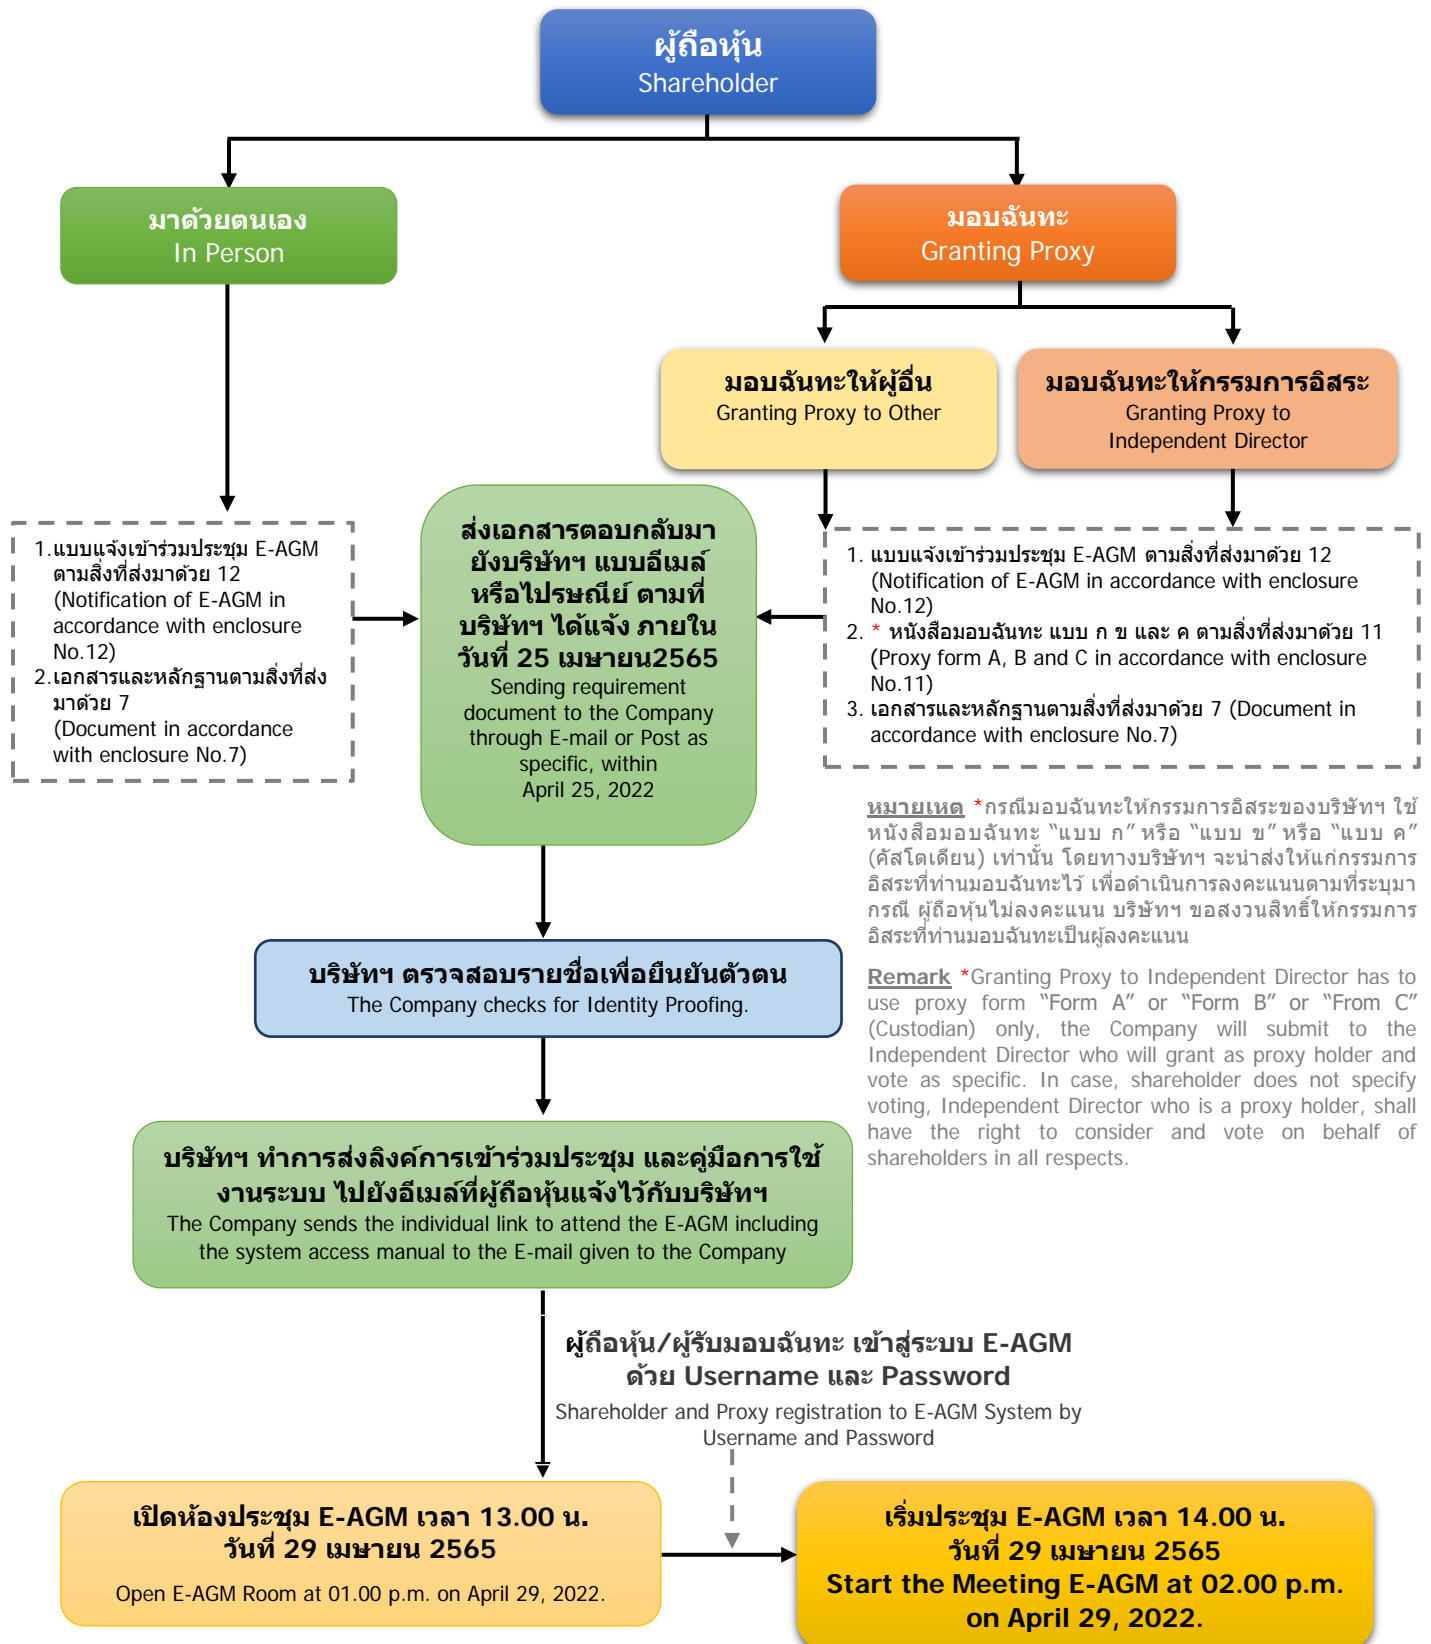 ผู้ถือหุ้น
Shareholder
มาด้วยตนเอง
In Person
มอบฉันทะ
Granting Proxy
มอบฉันทะให้ผู้อื่น
Granting Proxy to Other
มอบฉันทะให้กรรมการอิสระ
Granting Proxy to
Independent Director
1.แบบแจ้งเข้าร่วมประชุม E-AGM
ตามสิ่งที่ส่งมาด้วย 12
(Notification of E-AGM in
accordance with enclosure
No.12)
2.เอกสารและหลักฐานตามสิ่งที่ส่ง
มาด้วย 7
(Document in accordance
with enclosure No.7)
ส่งเอกสารตอบกลับมา
ยังบริษัทฯ แบบอีเมล์
หรือไปรษณีย์ ตามที่
บริษัทฯ ได้แจ้ง ภายใน
วันที่ 25 เมษายน2565
Sending requirement
document to the Company
through E-mail or Post as
specific, within
April 25, 2022
1. แบบแจ้งเข้าร่วมประชุม E-AGM ตามสิ่งที่ส่งมาด้วย 12
(Notification of E-AGM in accordance with enclosure
No.12)
2. * หนังสือมอบฉันทะ แบบ ก ข และ ค ตามสิ่งที่ส่งมาด้วย 11
(Proxy form A, B and C in accordance with enclosure
No.11)
3. เอกสารและหลักฐานตามสิ่งที่ส่งมาด้วย 7 (Document in
accordance with enclosure No.7)
หมายเหตุ *กรณีมอบฉันทะให้กรรมการอิสระของบริษัทฯ ใช้
หนังสือมอบฉันทะ “แบบ ก” หรือ “แบบ ข” หรือ “แบบ ค”
(คัสโตเดียน) เท่านั้น โดยทางบริษัทฯ จะนำส่งให้แก่กรรมการ
อิสระที่ท่านมอบฉันทะไว้ เพื่อดำเนินการลงคะแนนตามที่ระบุมา
กรณี ผู้ถือหุ้นไม่ลงคะแนน บริษัทฯ ขอสงวนสิทธิ์ให้กรรมการ
อิสระที่ท่านมอบฉันทะเป็นผู้ลงคะแนน
Remark *Granting Proxy to Independent Director has to
use proxy form “Form A” or “Form B” or “From C”
(Custodian) only, the Company will submit to the
Independent Director who will grant as proxy holder and
vote as specific. In case, shareholder does not specify
voting, Independent Director who is a proxy holder, shall
have the right to consider and vote on behalf of
shareholders in all respects.
บริษัทฯ ตรวจสอบรายชื่อเพื่อยืนยันตัวตน
The Company checks for Identity Proofing.
บริษัทฯ ทำการส่งลิงค์การเข้าร่วมประชุม และคู่มือการใช้
งานระบบ ไปยังอีเมล์ที่ผู้ถือหุ้นแจ้งไว้กับบริษัทฯ
The Company sends the individual link to attend the E-AGM including
the system access manual to the E-mail given to the Company
ผู้ถือหุ้น/ผู้รับมอบฉันทะ เข้าสู่ระบบ E-AGM
ด้วย Username และ Password
Shareholder and Proxy registration to E-AGM System by
Username and Password
เปิดห้องประชุม E-AGM เวลา 13.00 น.
วันที่ 29 เมษายน 2565
Open E-AGM Room at 01.00 p.m. on April 29, 2022.
เริ่มประชุม E-AGM เวลา 14.00 น.
วันที่ 29 เมษายน 2565
Start the Meeting E-AGM at 02.00 p.m.
on April 29, 2022.